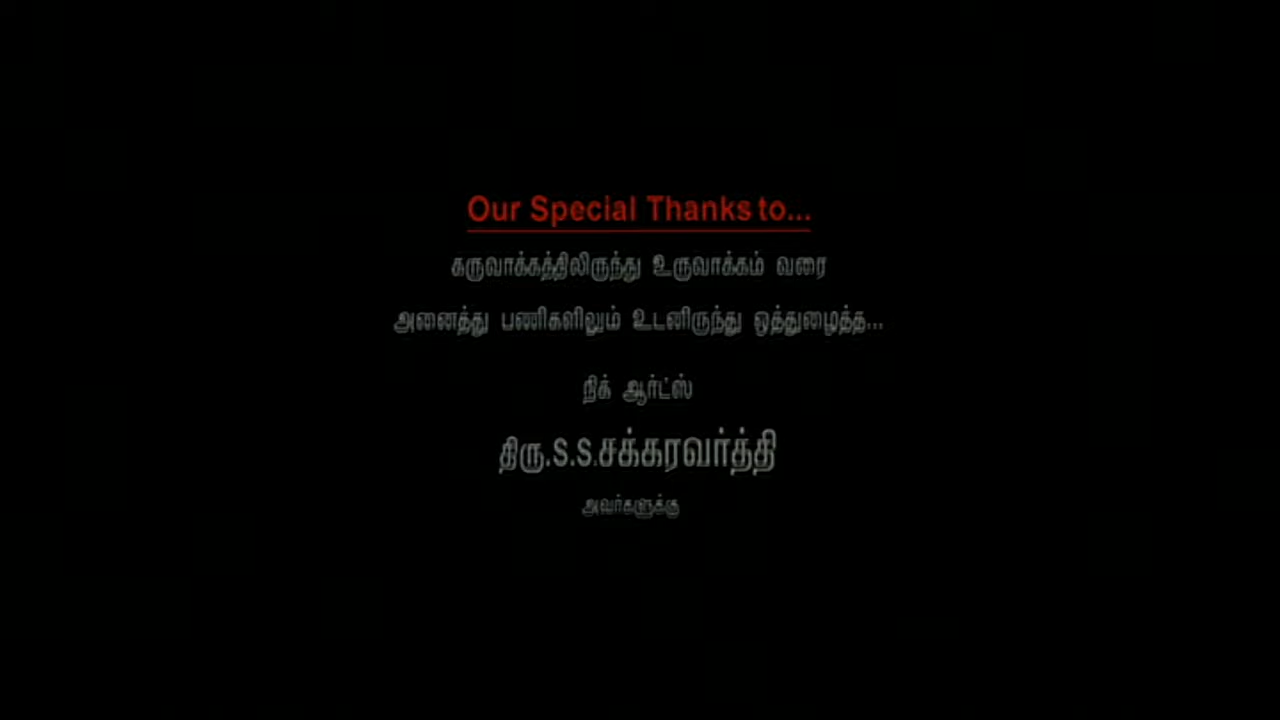 Our Special Thanks to...
கருவாக்கத்திலிருந்து உருவாக்கம் வரை
அனைத்து பணிகளிலும் உடனிருந்து ஒத்துழைத்த...
நிக் ஆர்ட்ஸ்
திரு.S.S.சக்கரவர்த்தி
அவர்களுக்கு